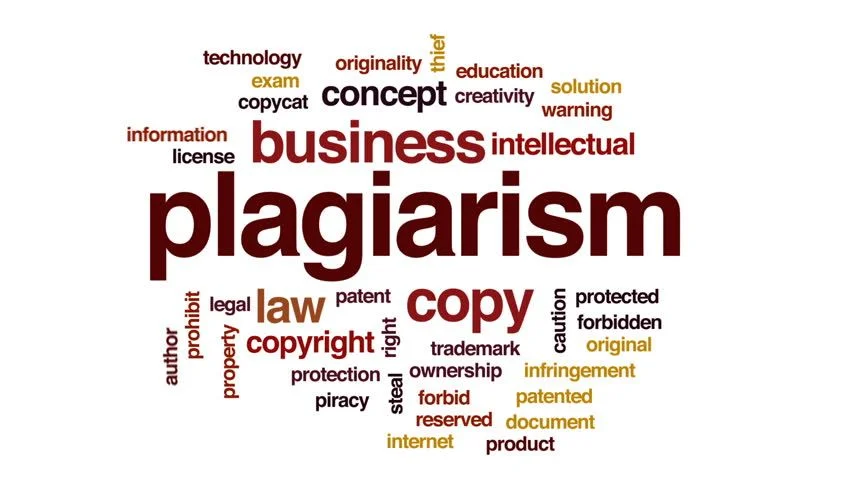 thief
technology
originality
education
exam
solution
concept
creativity
copycat
warning
information
business
intellectual
license
plagiarism
prohibit
legal
law
patent
copy
caution
protected
forbidden
author
property
copyright
right
trademark
original
protection
steal
ownership
infringement
piracy
forbid
patented
reserved
document
internet
product